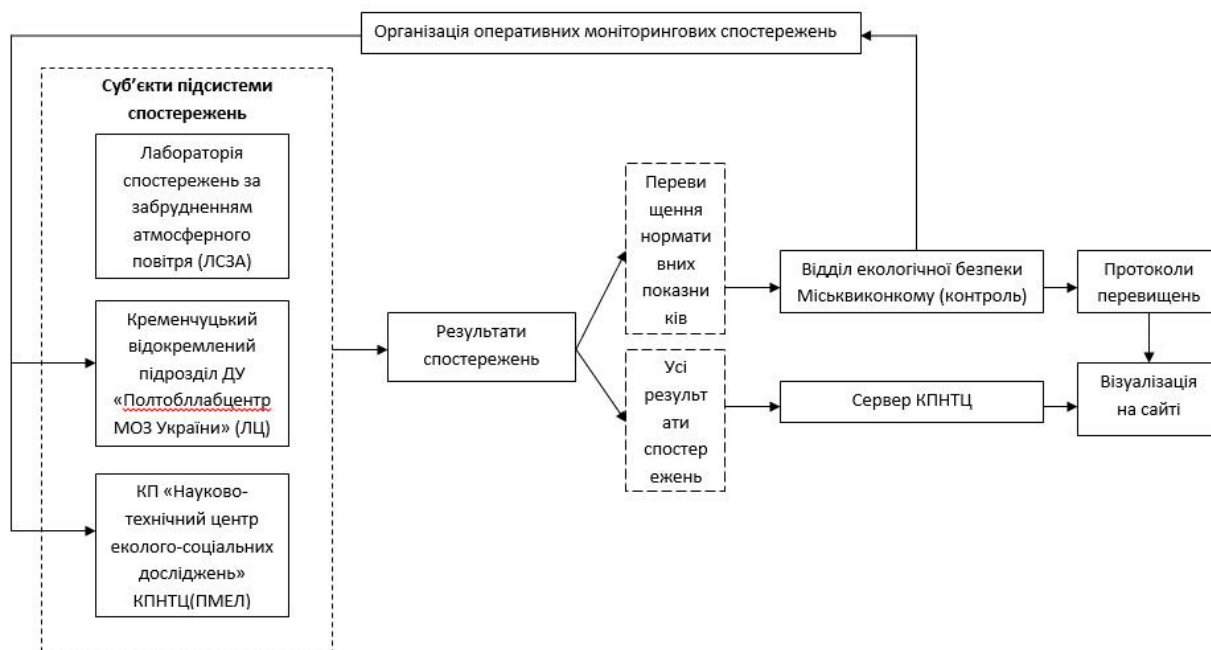 Організація оперативних моніторингових спостережень
Суб’єкти підсистеми
спостережень
Лабораторія
спостережень за
забрудненням
атмосферного
повітря (ЛСЗА)
Кременчуцький
відокремлений
підрозділ ДУ
«Полтобллабцентр
МОЗ України» (ЛЦ)
КП «Науково-
технічний центр
еколого-соціальних
досліджень»
КПНТЦ(ПМЕЛ)
Результати
спостережень
Переви
щення
нормати
вних
показни
ків
Усі
результ
ати
спостер
ежень
Відділ екологічної безпеки
Міськвиконкому (контроль)
Сервер КПНТЦ
Протоколи
перевищень
Візуалізація
на сайті